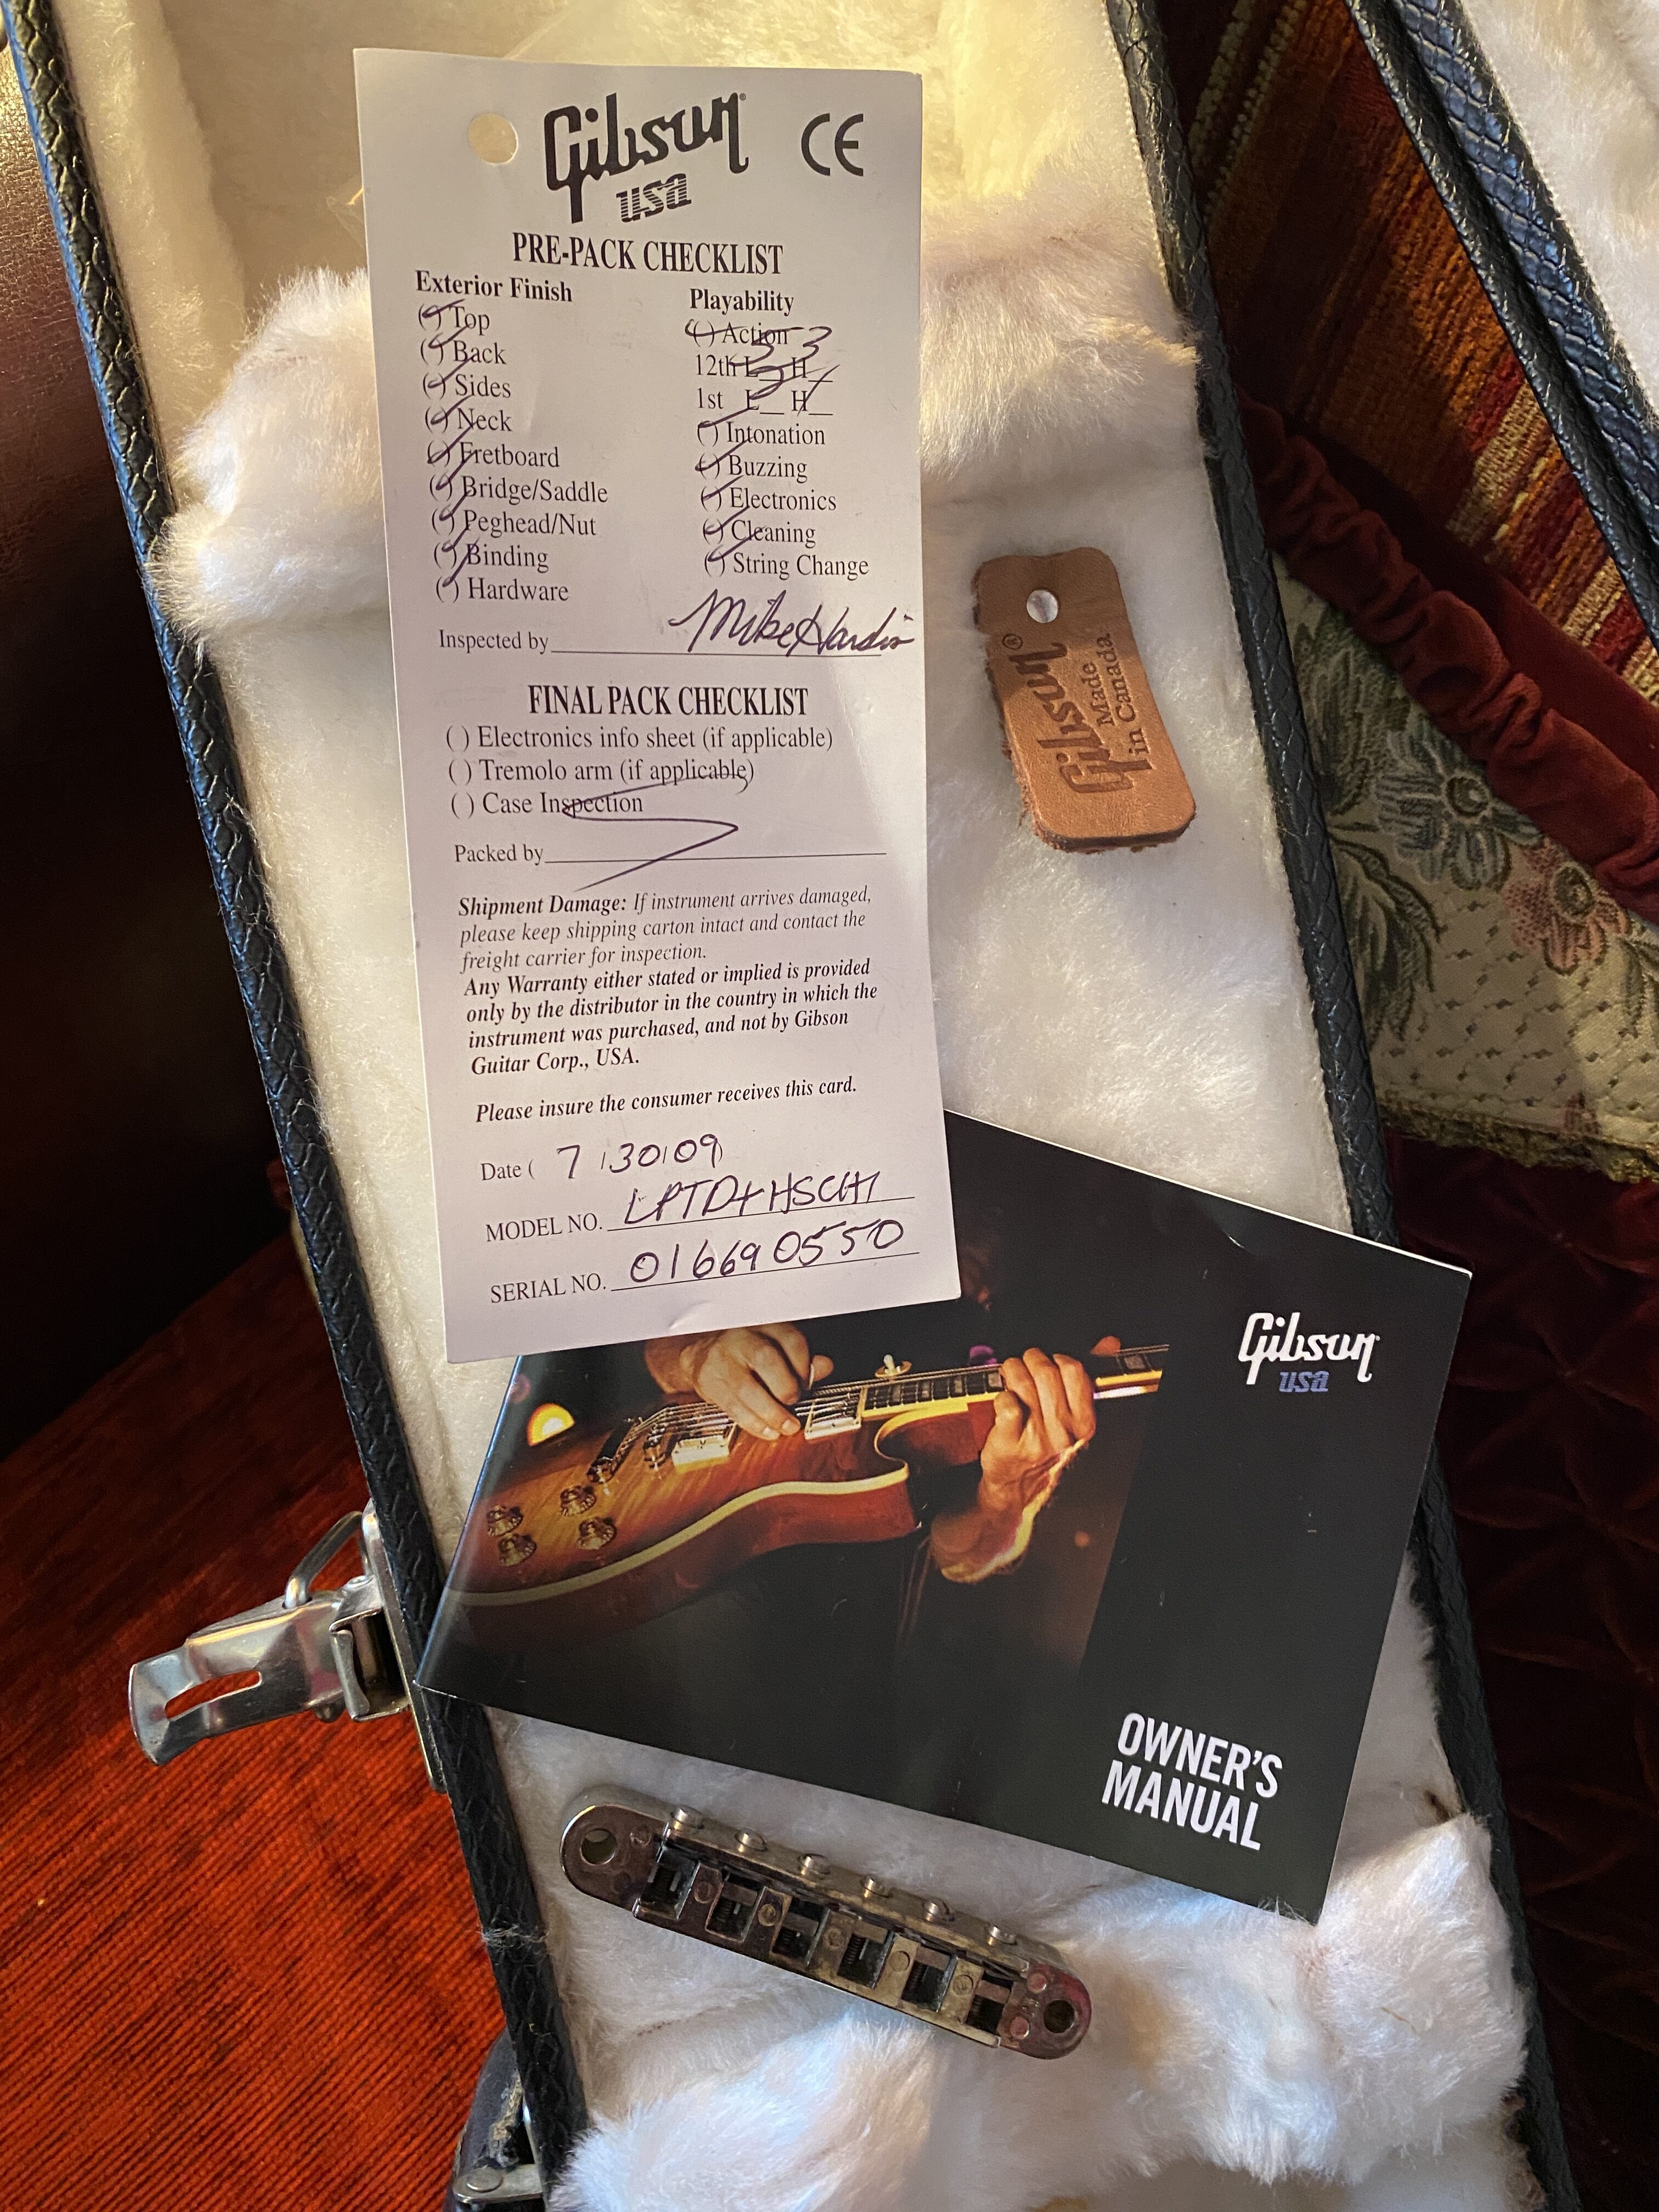 Gibson
usa
CE
PRE-PACK CHECKLIST
Exterior Finish
( ) Top
( ) Back
( ) Sides
( ) Neck
( ) Fretboard
( ) Bridge/Saddle
( ) Peghead/Nut
( ) Binding
( ) Hardware
Playability
( ) Action
12th L 3 H 3
1st L H
( ) Intonation
( ) Buzzing
( ) Electronics
( ) Cleaning
( ) String Change
Inspected by Mike Hardin
FINAL PACK CHECKLIST
( ) Electronics info sheet (if applicable)
( ) Tremolo arm (if applicable)
( ) Case Inspection
Packed by
Shipment Damage: If instrument arrives damaged,
please keep shipping carton intact and contact the
freight carrier for inspection.
Any Warranty either stated or implied is provided
only by the distributor in the country in which the
instrument was purchased, and not by Gibson
Guitar Corp., USA.
Please insure the consumer receives this card.
Date ( 7 / 30 / 09 )
MODEL NO. LPTD+HSCH1
SERIAL NO. 016690550
Gibson®
Made
in Canada
Gibson
usa
OWNER'S
MANUAL